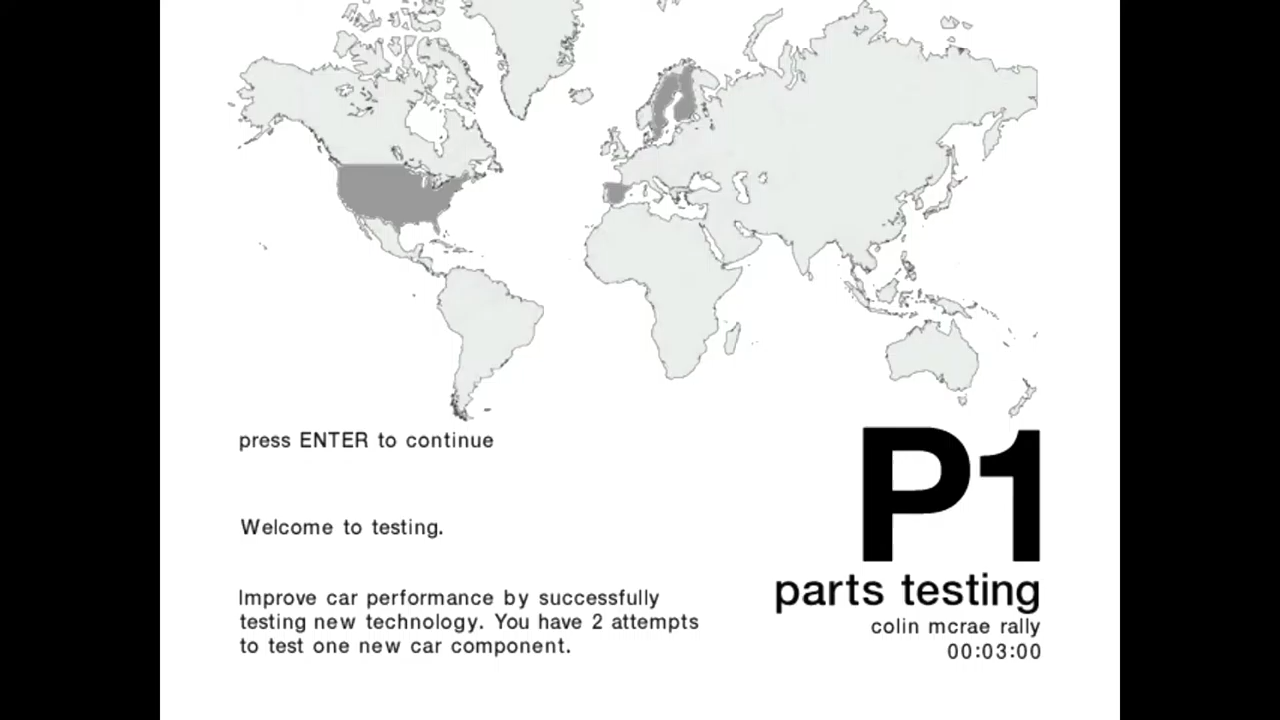 press ENTER to continue
Welcome to testing.
Improve car performance by successfully
testing new technology. You have 2 attempts
to test one new car component.
P1
parts testing
colin mcrae rally
00:03:00